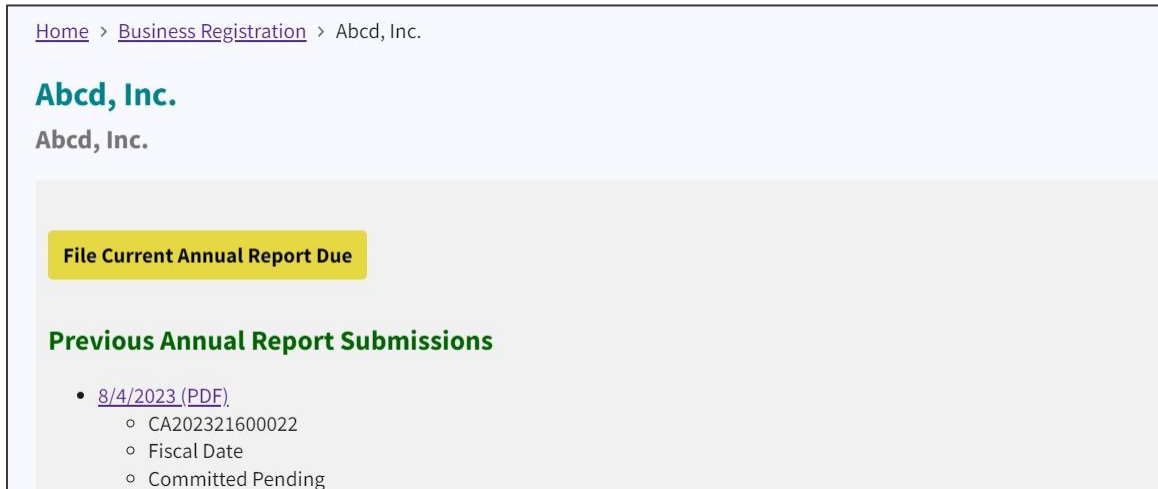 Home > Business Registration > Abcd, Inc.
Abcd, Inc.
Abcd, Inc.
File Current Annual Report Due
Previous Annual Report Submissions
8/4/2023 (PDF)
CA202321600022
Fiscal Date
Committed Pending